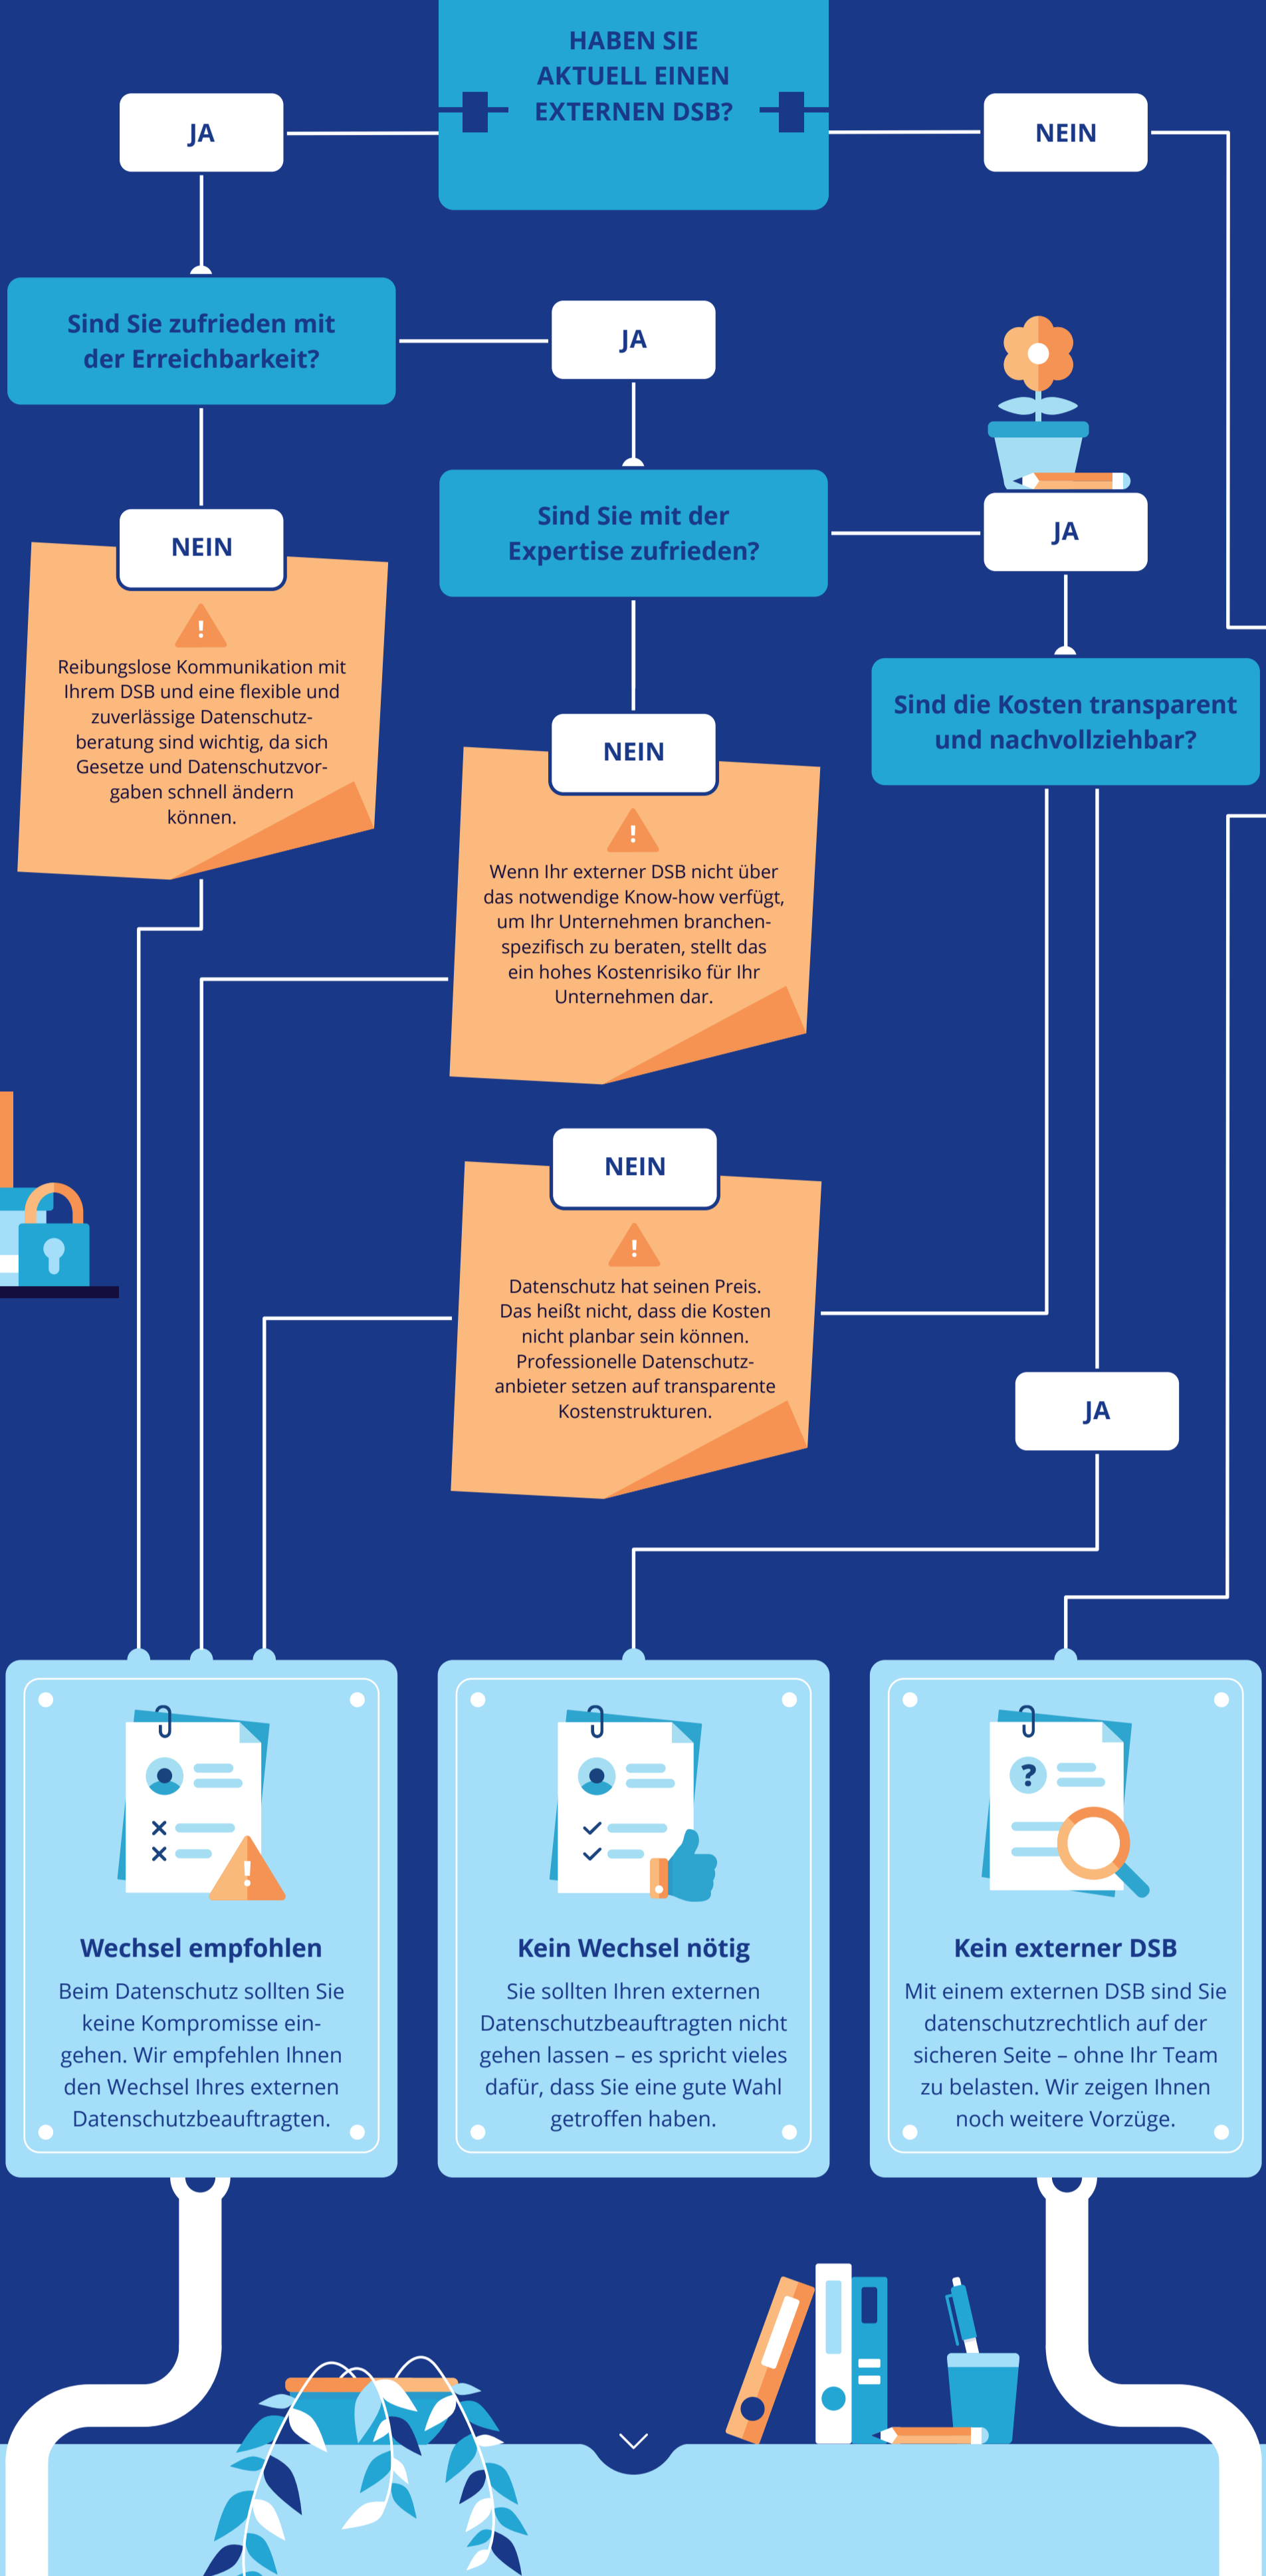 HABEN SIE
AKTUELL EINEN
EXTERNEN DSB?
JA
NEIN
Sind Sie zufrieden mit
der Erreichbarkeit?
JA
Sind Sie mit der
Expertise zufrieden?
JA
NEIN
!
Reibungslose Kommunikation mit
Ihrem DSB und eine flexible und
zuverlässige Datenschutz-
beratung sind wichtig, da sich
Gesetze und Datenschutzvor-
gaben schnell ändern
können.
Sind die Kosten transparent
und nachvollziehbar?
NEIN
!
Wenn Ihr externer DSB nicht über
das notwendige Know-how verfügt,
um Ihr Unternehmen branchen-
spezifisch zu beraten, stellt das
ein hohes Kostenrisiko für Ihr
Unternehmen dar.
NEIN
!
Datenschutz hat seinen Preis.
Das heißt nicht, dass die Kosten
nicht planbar sein können.
Professionelle Datenschutz-
anbieter setzen auf transparente
Kostenstrukturen.
JA
!
Wechsel empfohlen
Beim Datenschutz sollten Sie
keine Kompromisse ein-
gehen. Wir empfehlen Ihnen
den Wechsel Ihres externen
Datenschutzbeauftragten.
Kein Wechsel nötig
Sie sollten Ihren externen
Datenschutzbeauftragten nicht
gehen lassen – es spricht vieles
dafür, dass Sie eine gute Wahl
getroffen haben.
?
Kein externer DSB
Mit einem externen DSB sind Sie
datenschutzrechtlich auf der
sicheren Seite – ohne Ihr Team
zu belasten. Wir zeigen Ihnen
noch weitere Vorzüge.